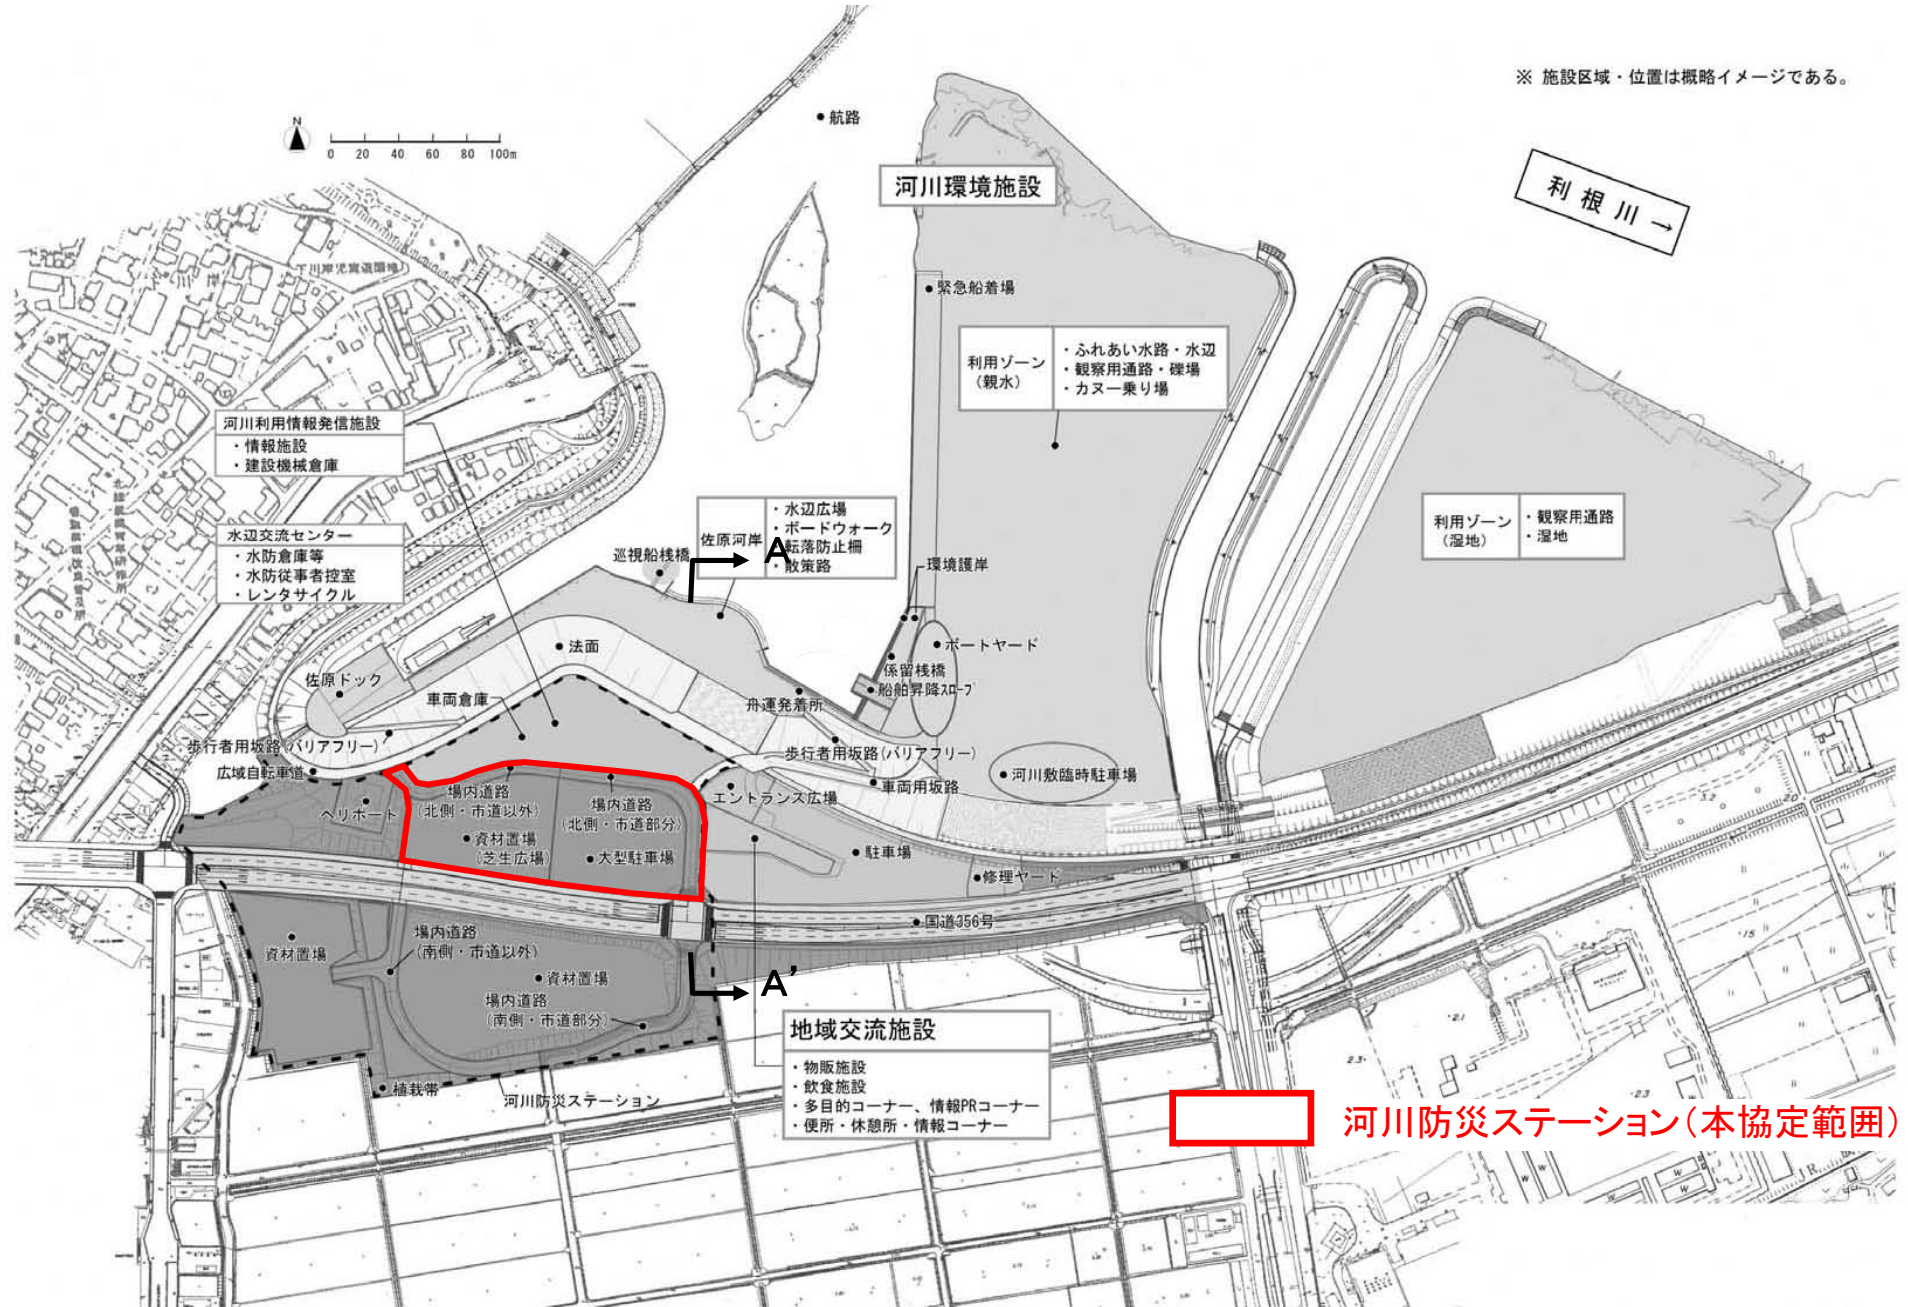 ※ 施設区域・位置は概略イメージである。
N
0 20 40 60 80 100m
航路
河川環境施設
利根川→
緊急船着場
利用ゾーン
(親水)
・ふれあい水路・水辺
・観察用通路・礫場
・カヌー乗り場
河川利用情報発信施設
・情報施設
・建設機械倉庫
水辺交流センター
・水防倉庫等
・水防従事者控室
・レンタサイクル
佐原河岸
・水辺広場
・ボードウォーク
・転落防止柵
・散策路
利用ゾーン
(湿地)
・観察用通路
・湿地
巡視船桟橋
A
環境護岸
法面
ボートヤード
係留桟橋
船舶昇降スロープ
佐原ドック
車両倉庫
舟運発着所
歩行者用坂路(バリアフリー)
歩行者用坂路(バリアフリー)
広域自転車道
河川敷臨時駐車場
車両用坂路
エントランス広場
ヘリポート
場内道路
(北側・市道以外)
場内道路
(北側・市道部分)
資材置場
(芝生広場)
大型駐車場
駐車場
修理ヤード
国道356号
資材置場
場内道路
(南側・市道以外)
資材置場
場内道路
(南側・市道部分)
A’
植栽帯
河川防災ステーション
地域交流施設
・物販施設
・飲食施設
・多目的コーナー、情報PRコーナー
・便所・休憩所・情報コーナー
河川防災ステーション(本協定範囲)